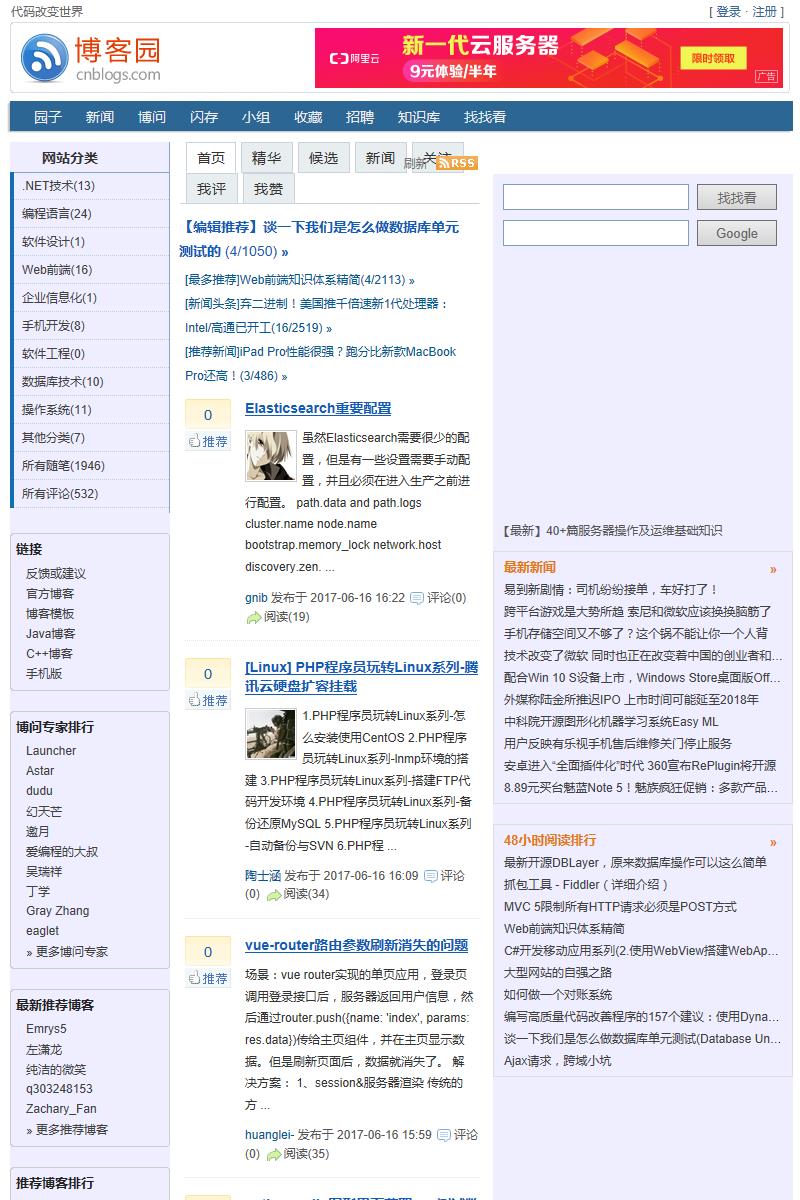 代码改变世界
[ 登录 · 注册 ]
博客园
cnblogs.com
阿里云
新一代云服务器
9元体验/半年
限时领取
广告
园子 新闻 博问 闪存 小组 收藏 招聘 知识库 找找看
网站分类
.NET技术(13)
编程语言(24)
软件设计(1)
Web前端(16)
企业信息化(1)
手机开发(8)
软件工程(0)
数据库技术(10)
操作系统(11)
其他分类(7)
所有随笔(1946)
所有评论(532)
链接
反馈或建议
官方博客
博客模板
Java博客
C++博客
手机版
博问专家排行
Launcher
Astar
dudu
幻天芒
邀月
爱编程的大叔
吴瑞祥
丁学
Gray Zhang
eaglet
» 更多博问专家
最新推荐博客
Emrys5
左潇龙
纯洁的微笑
q303248153
Zachary_Fan
» 更多推荐博客
推荐博客排行
首页 精华 候选 新闻 关注
刷新 RSS
我评 我赞
【编辑推荐】谈一下我们是怎么做数据库单元
测试的 (4/1050) »
[最多推荐]Web前端知识体系精简(4/2113) »
[新闻头条]弃二进制！美国推千倍速新1代处理器：
Intel/高通已开工(16/2519) »
[推荐新闻]iPad Pro性能很强？跑分比新款MacBook
Pro还高！(3/486) »
0
推荐
Elasticsearch重要配置
虽然Elasticsearch需要很少的配
置，但是有一些设置需要手动配
置，并且必须在进入生产之前进
行配置。 path.data and path.logs
cluster.name node.name
bootstrap.memory_lock network.host
discovery.zen. ...
gnib 发布于 2017-06-16 16:22 评论(0)
阅读(19)
0
推荐
[Linux] PHP程序员玩转Linux系列-腾
讯云硬盘扩容挂载
1.PHP程序员玩转Linux系列-怎
么安装使用CentOS 2.PHP程序
员玩转Linux系列-lnmp环境的搭
建 3.PHP程序员玩转Linux系列-搭建FTP代
码开发环境 4.PHP程序员玩转Linux系列-备
份还原MySQL 5.PHP程序员玩转Linux系列
-自动备份与SVN 6.PHP程 ...
陶士涵 发布于 2017-06-16 16:09 评论
(0) 阅读(34)
0
推荐
vue-router路由参数刷新消失的问题
场景：vue router实现的单页应用，登录页
调用登录接口后，服务器返回用户信息，然
后通过router.push({name: 'index', params:
res.data})传给主页组件，并在主页显示数
据。但是刷新页面后，数据就消失了。 解
决方案： 1、session&服务器渲染 传统的
方 ...
huanglei- 发布于 2017-06-16 15:59 评论
(0) 阅读(35)
找找看
Google
【最新】40+篇服务器操作及运维基础知识
最新新闻 »
易到新剧情：司机纷纷接单，车好打了！
跨平台游戏是大势所趋 索尼和微软应该换换脑筋了
手机存储空间又不够了？这个锅不能让你一个人背
技术改变了微软 同时也正在改变着中国的创业者和...
配合Win 10 S设备上市，Windows Store桌面版Off...
外媒称陆金所推迟IPO 上市时间可能延至2018年
中科院开源图形化机器学习系统Easy ML
用户反映有乐视手机售后维修关门停止服务
安卓进入“全面插件化”时代 360宣布RePlugin将开源
8.89元买台魅蓝Note 5！魅族疯狂促销：多款产品...
48小时阅读排行 »
最新开源DBLayer，原来数据库操作可以这么简单
抓包工具 - Fiddler（详细介绍）
MVC 5限制所有HTTP请求必须是POST方式
Web前端知识体系精简
C#开发移动应用系列(2.使用WebView搭建WebAp...
大型网站的自强之路
如何做一个对账系统
编写高质量代码改善程序的157个建议：使用Dyna...
谈一下我们是怎么做数据库单元测试(Database Un...
Ajax请求，跨域小坑